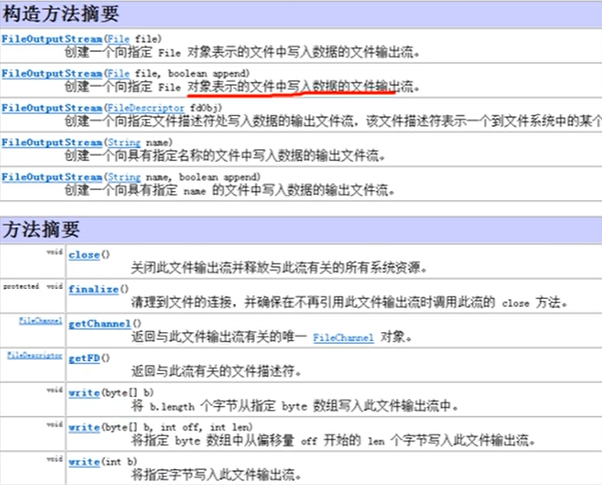 构造方法摘要
FileOutputStream(File file)
创建一个向指定 File 对象表示的文件中写入数据的文件输出流。
FileOutputStream(File file, boolean append)
创建一个向指定 File 对象表示的文件中写入数据的文件输出流。
FileOutputStream(FileDescriptor fdObj)
创建一个向指定文件描述符处写入数据的输出文件流，该文件描述符表示一个到文件系统中的某个
FileOutputStream(String name)
创建一个向具有指定名称的文件中写入数据的输出文件流。
FileOutputStream(String name, boolean append)
创建一个向指定 name 的文件中写入数据的输出文件流。
方法摘要
void close()
关闭此文件输出流并释放与此流有关的所有系统资源。
protected void finalize()
清理到文件的连接，并确保在不再引用此文件输出流时调用此流的 close 方法。
FileChannel getChannel()
返回与此文件输出流有关的唯一 FileChannel 对象。
FileDescriptor getFD()
返回与此流有关的文件描述符。
void write(byte[] b)
将 b.length 个字节从指定 byte 数组写入此文件输出流中。
void write(byte[] b, int off, int len)
将指定 byte 数组中从偏移量 off 开始的 len 个字节写入此文件输出流。
void write(int b)
将指定字节写入此文件输出流。